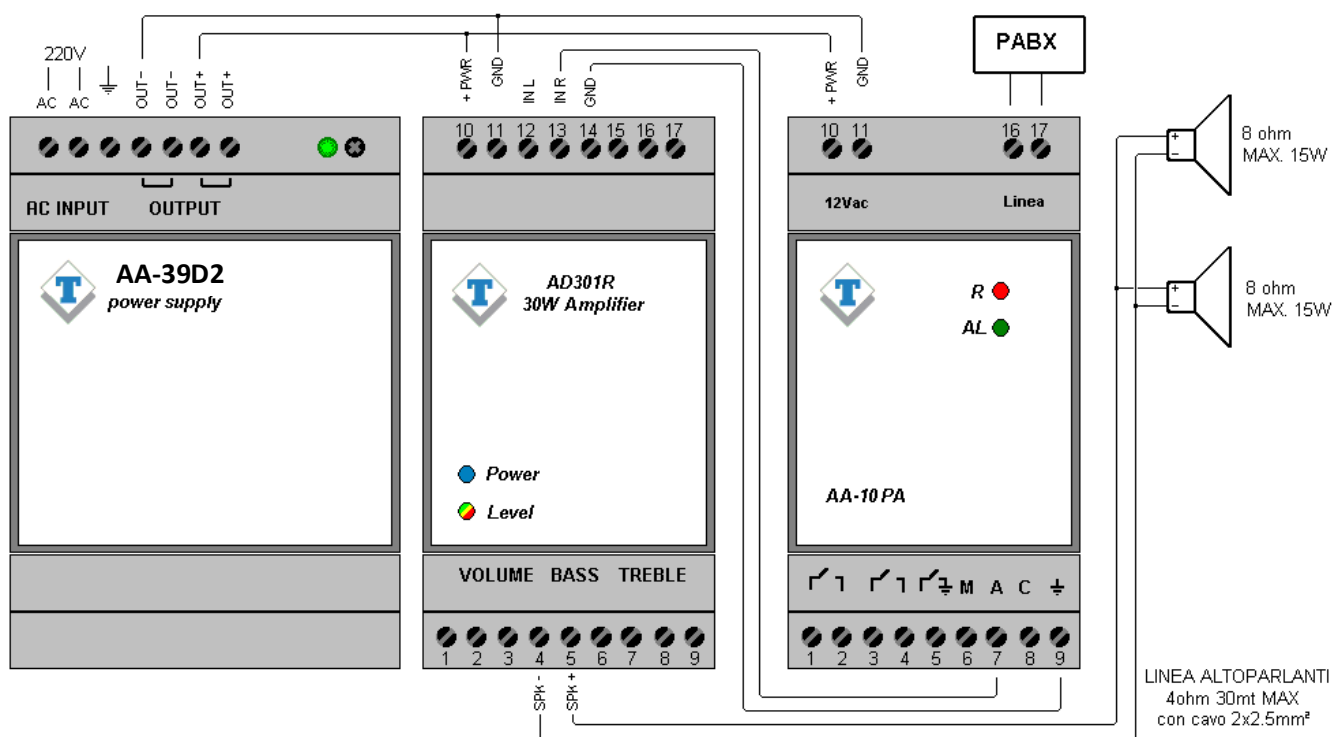 220V
AC AC OUT - OUT - OUT + OUT +
+ PWR GND IN L IN R GND
+ PWR GND
PABX
10 11 12 13 14 15 16 17
10 11 16 17
+
-
8 ohm
MAX. 15W
AC INPUT OUTPUT
12Vac Linea
T AA-39D2
power supply
T AD301R
30W Amplifier
T
R
AL
+
-
8 ohm
MAX. 15W
Power
Level
AA-10 PA
VOLUME BASS TREBLE
M A C
1 2 3 4 5 6 7 8 9
1 2 3 4 5 6 7 8 9
SPK - SPK +
LINEA ALTOPARLANTI
4ohm 30mt MAX
con cavo 2x2.5mm²